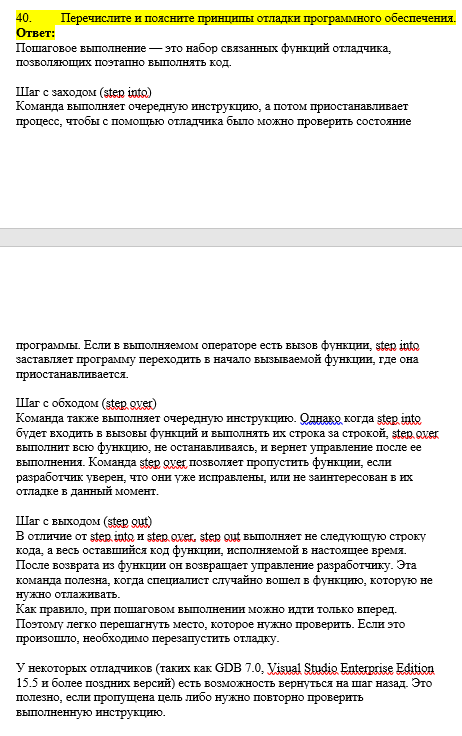 40. Перечислите и поясните принципы отладки программного обеспечения.
Ответ:
Пошаговое выполнение — это набор связанных функций отладчика,
позволяющих поэтапно выполнять код.
Шаг с заходом (step into)
Команда выполняет очередную инструкцию, а потом приостанавливает
процесс, чтобы с помощью отладчика было можно проверить состояние
программы. Если в выполняемом операторе есть вызов функции, step into
заставляет программу переходить в начало вызываемой функции, где она
приостанавливается.
Шаг с обходом (step over)
Команда также выполняет очередную инструкцию. Однако когда step into
будет входить в вызовы функций и выполнять их строка за строкой, step over
выполнит всю функцию, не останавливаясь, и вернет управление после ее
выполнения. Команда step over позволяет пропустить функции, если
разработчик уверен, что они уже исправлены, или не заинтересован в их
отладке в данный момент.
Шаг с выходом (step out)
В отличие от step into и step over, step out выполняет не следующую строку
кода, а весь оставшийся код функции, исполняемой в настоящее время.
После возврата из функции он возвращает управление разработчику. Эта
команда полезна, когда специалист случайно вошел в функцию, которую не
нужно отлаживать.
Как правило, при пошаговом выполнении можно идти только вперед.
Поэтому легко перешагнуть место, которое нужно проверить. Если это
произошло, необходимо перезапустить отладку.
У некоторых отладчиков (таких как GDB 7.0, Visual Studio Enterprise Edition
15.5 и более поздних версий) есть возможность вернуться на шаг назад. Это
полезно, если пропущена цель либо нужно повторно проверить
выполненную инструкцию.